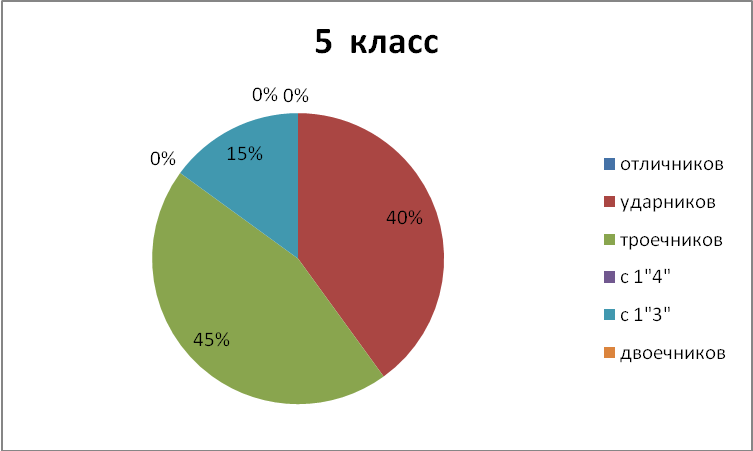 5 класс
0% 0%
0%
15%
40%
45%
отличников
ударников
троечников
с 1"4"
с 1"3"
двоечников